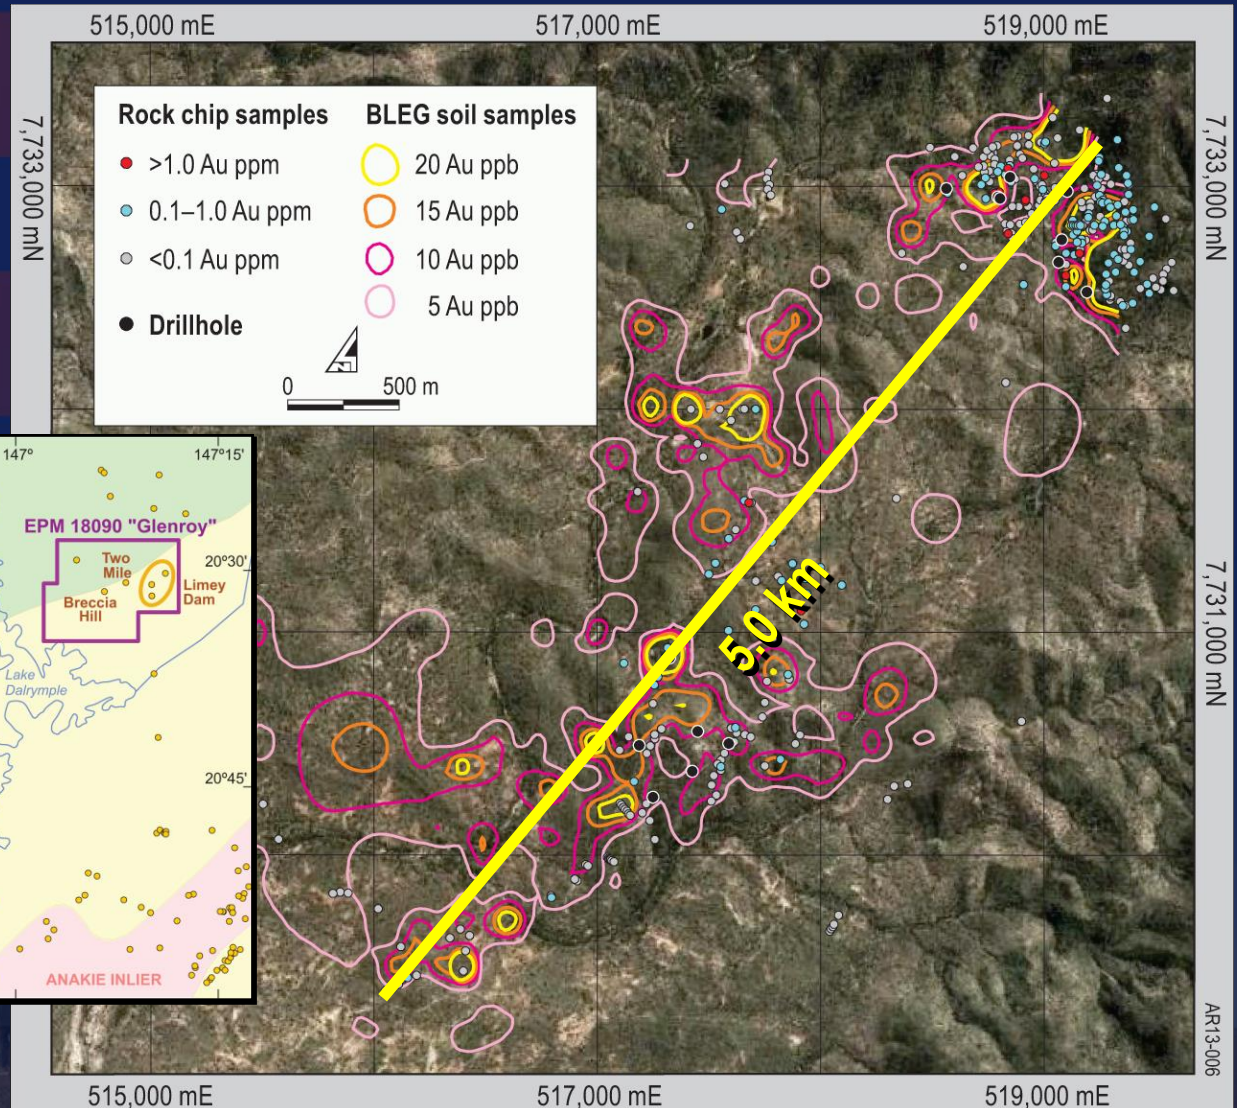 515,000 mE
517,000 mE
519,000 mE
7,733,000 mN
7,733,000 mN
Rock chip samples
>1.0 Au ppm
0.1–1.0 Au ppm
<0.1 Au ppm
Drillhole
BLEG soil samples
20 Au ppb
15 Au ppb
10 Au ppb
5 Au ppb
N
0
500 m
147°
147°15'
EPM 18090 "Glenroy"
20°30'
Two
Mile
Breccia
Hill
Limey
Dam
Lake
Dalrymple
20°45'
ANAKIE INLIER
5.0 km
7,731,000 mN
AR13-006
515,000 mE
517,000 mE
519,000 mE